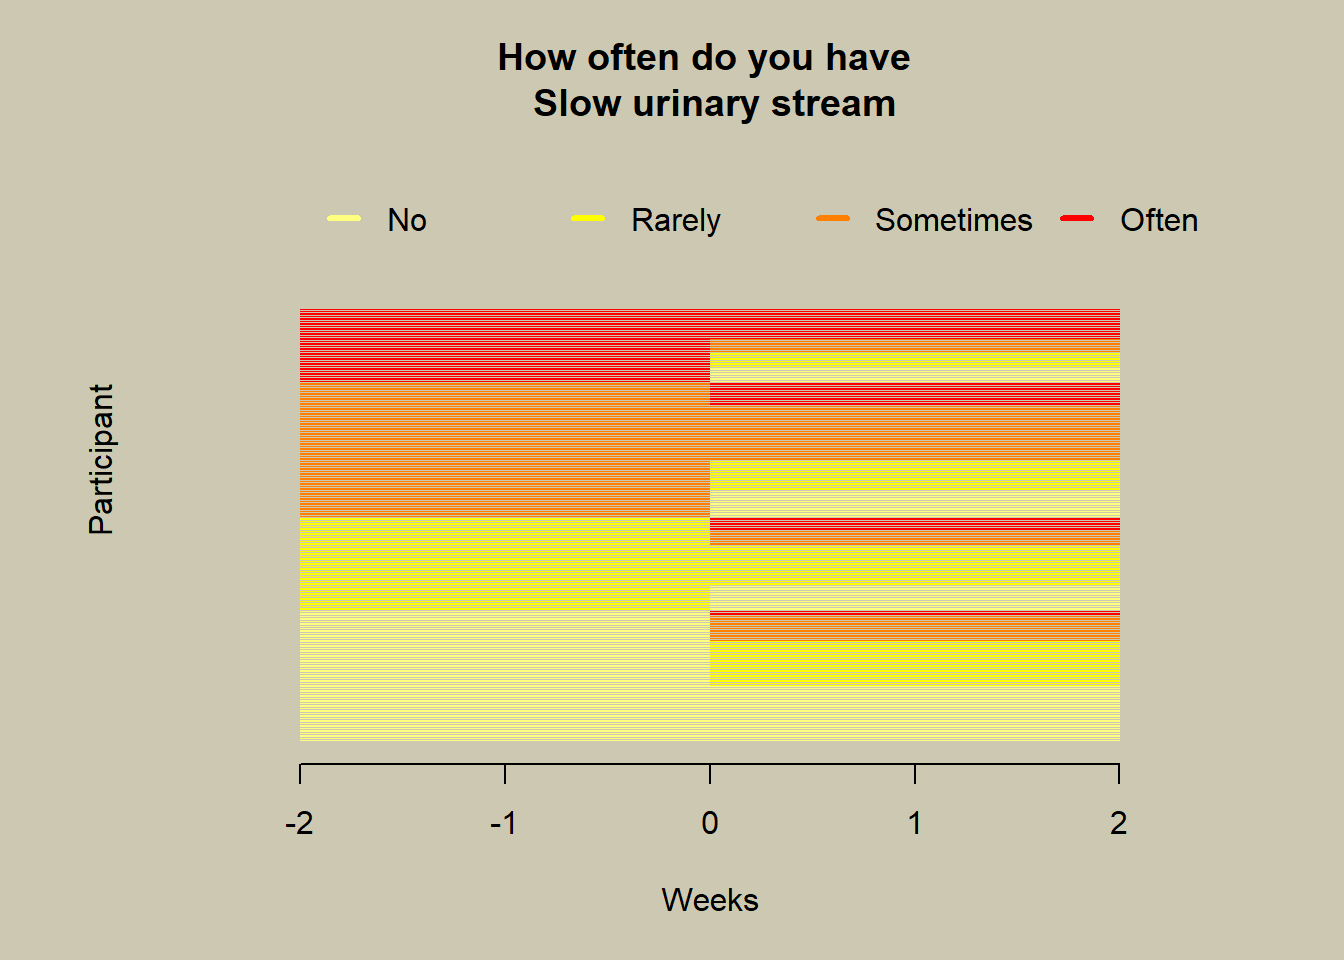 How often do you have
Slow urinary stream
No Rarely Sometimes Often
Participant
-2 -1 0 1 2
Weeks